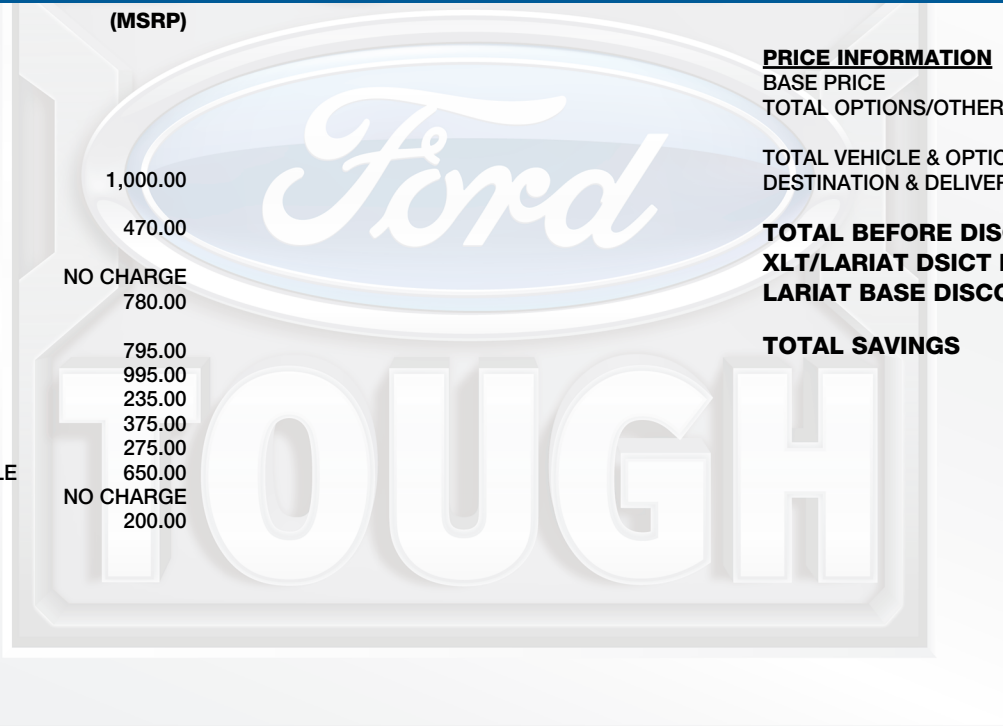 (MSRP)
1,000.00
470.00
NO CHARGE
780.00
795.00
995.00
235.00
375.00
275.00
LE 650.00
NO CHARGE
200.00
PRICE INFORMATION
BASE PRICE
TOTAL OPTIONS/OTHER
TOTAL VEHICLE & OPTIO
DESTINATION & DELIVER
TOTAL BEFORE DISC
XLT/LARIAT DSICT
LARIAT BASE DISCO
TOTAL SAVINGS
Ford
TOUGH